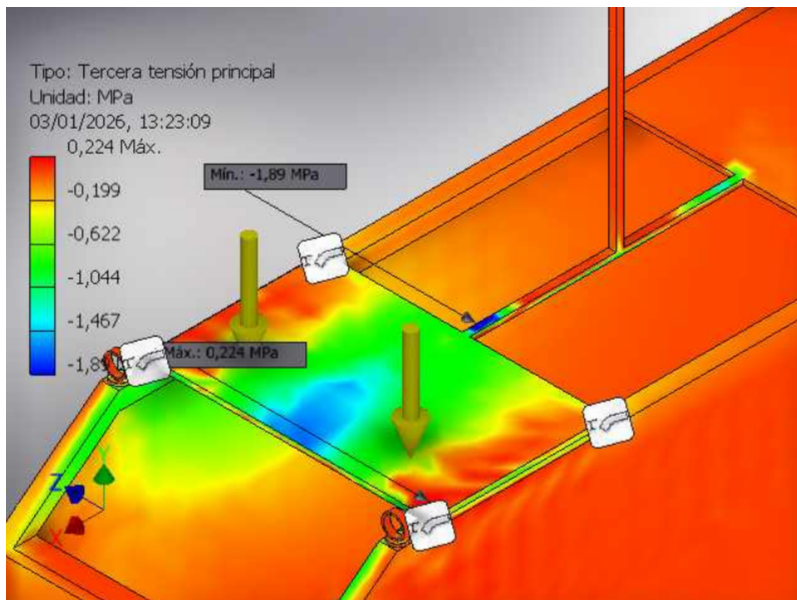 Tipo: Tercera tensión principal
Unidad: MPa
03/01/2026, 13:23:09
0,224 Máx.
Mín.: -1,89 MPa
-0,199
-0,622
-1,044
-1,467
Máx.: 0,224 MPa
Y
Z
X